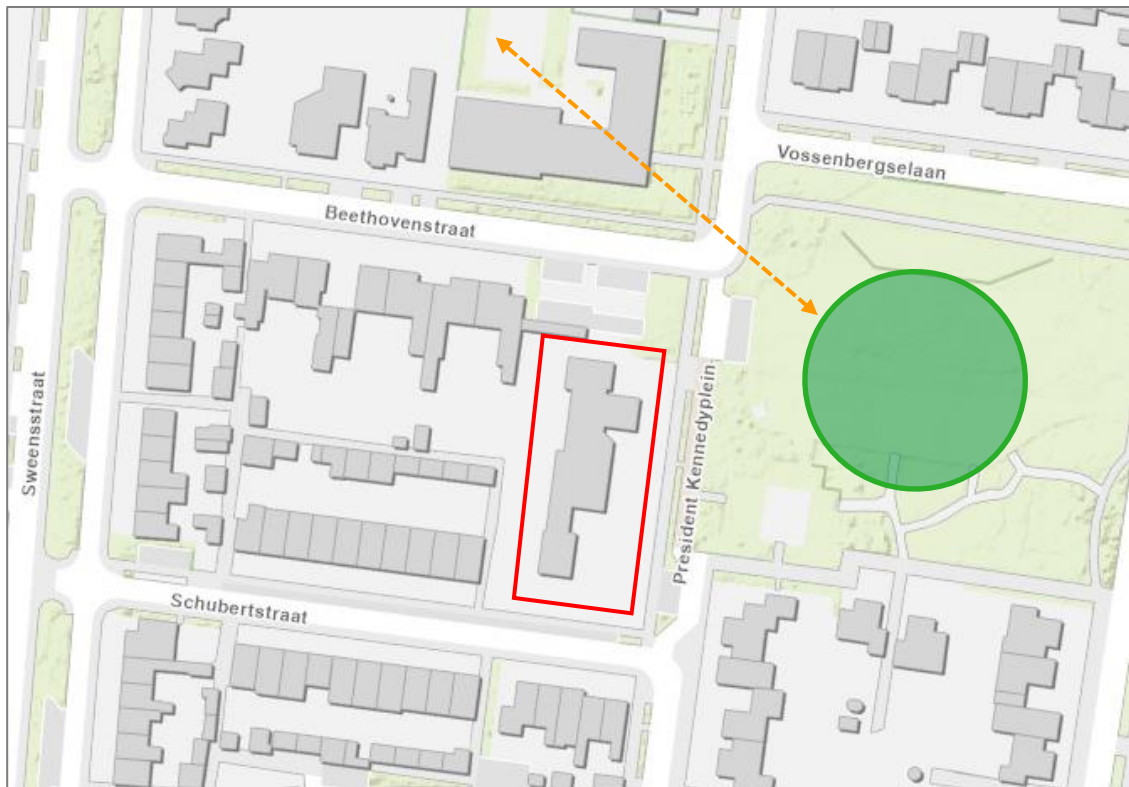 Vossenbergselaan
Beethovenstraat
Sweensstraat
President Kennedyplein
Schubertstraat